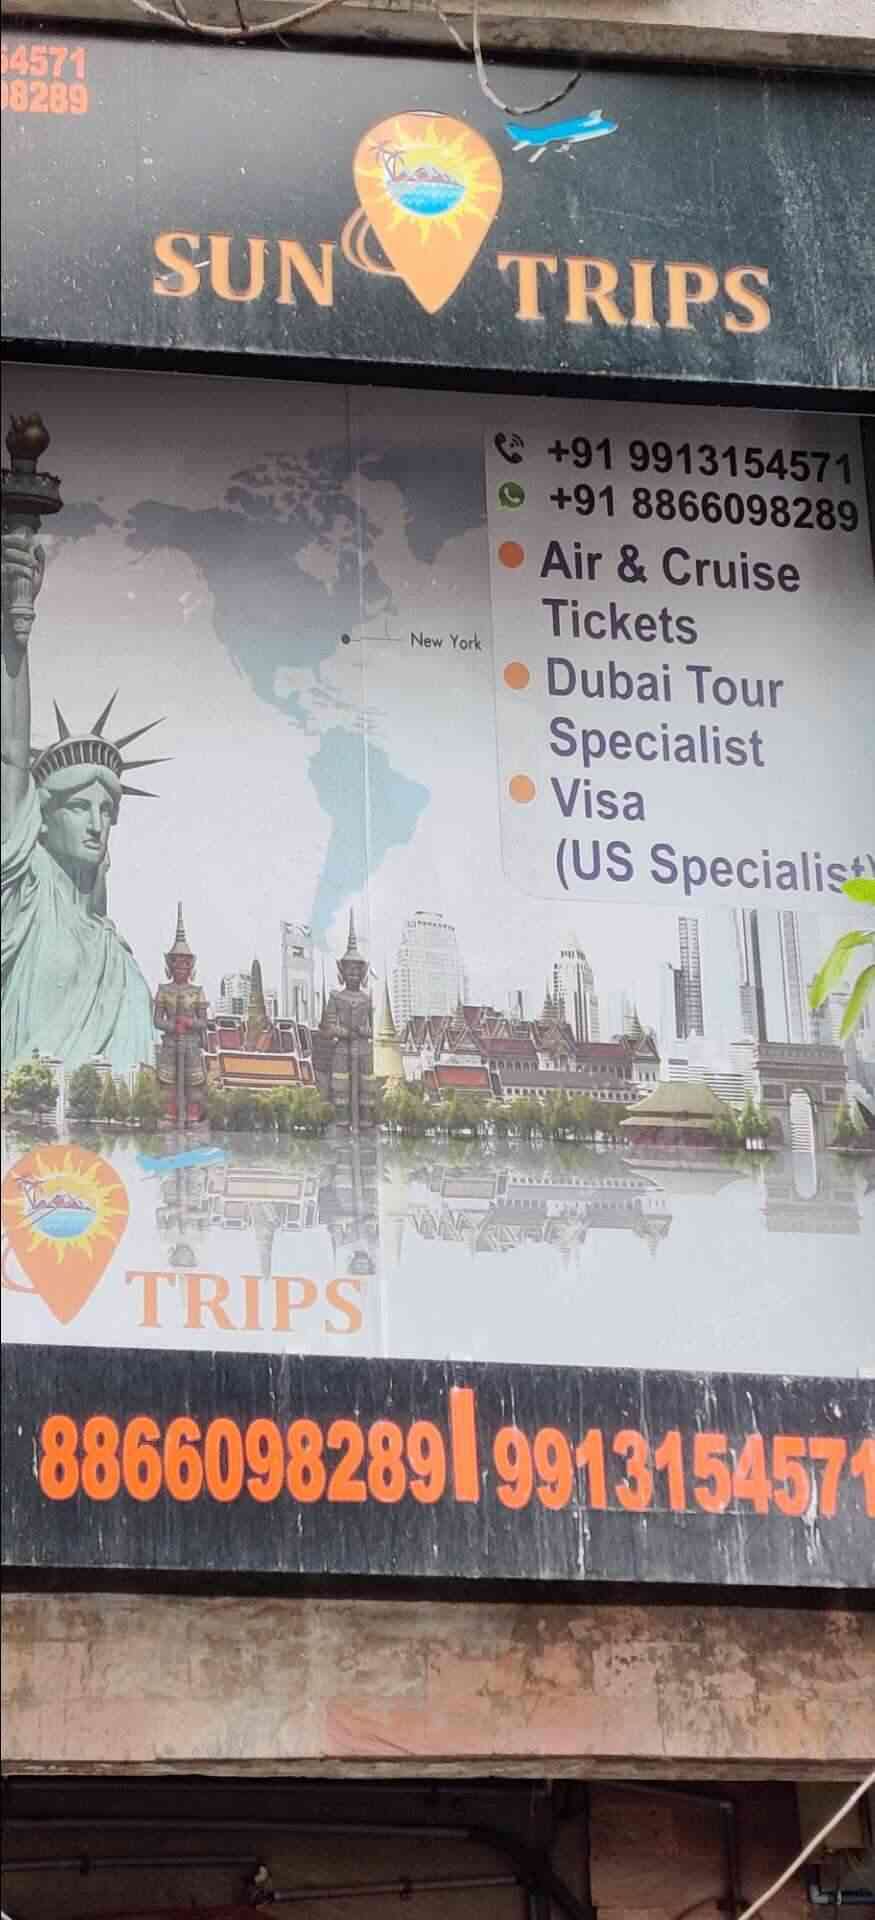 54571
98289
SUN TRIPS
+91 9913154571
+91 8866098289
Air & Cruise
Tickets
Dubai Tour
Specialist
Visa
(US Specialist)
New York
TRIPS
8866098289 | 9913154571